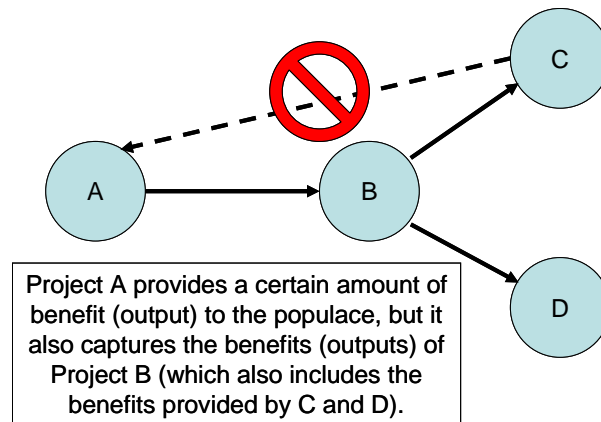 C
A
B
D
Project A provides a certain amount of
benefit (output) to the populace, but it
also captures the benefits (outputs) of
Project B (which also includes the
benefits provided by C and D).